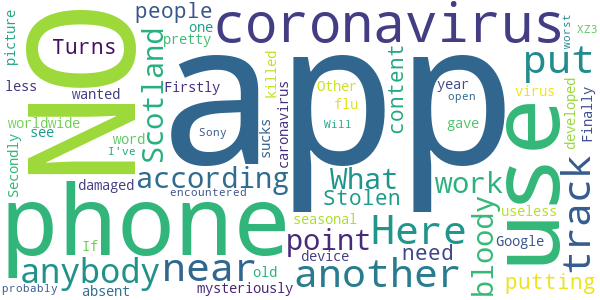 picture
people
one
pretty
coronavirus
XZ3
worst
NO
Turns
Scotland
app
content
put
less
wanted
Firstly
killed
Other
flu
year
open
virus
developed
Finally
worldwide
see
word
I've
Sony
sucks
caronavirus
Will
gave
use
track
Secondly
damaged
according
encountered
What
Stolen
work
bloody
useless
Google
phone
If
seasonal
point
device
Here
need
anybody
near
old
another
putting
probably
absent
mysteriously